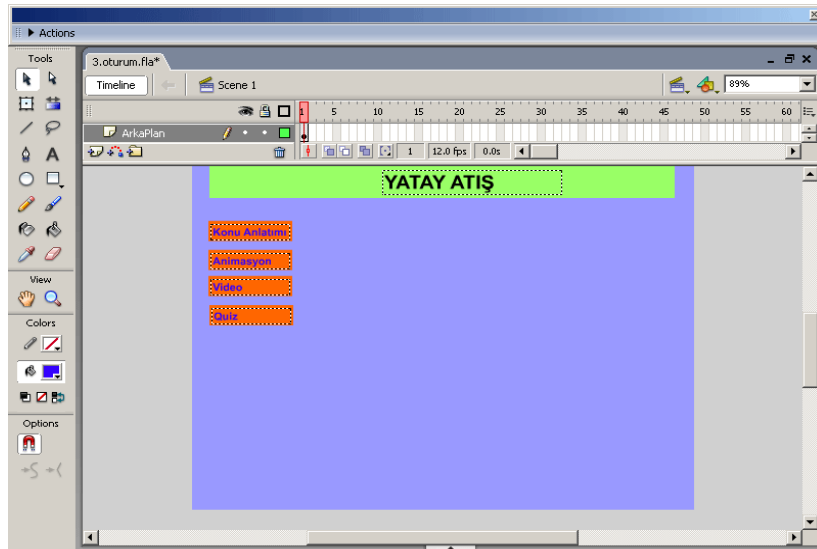 Actions
Tools
3.oturum.fla*
Timeline
Scene 1
89%
1 5 10 15 20 25 30 35 40 45 50 55 60
ArkaPlan
1 12.0 fps 0.0s
YATAY ATIŞ
Konu Anlatımı
Animasyon
Video
Quiz
View
Colors
Options